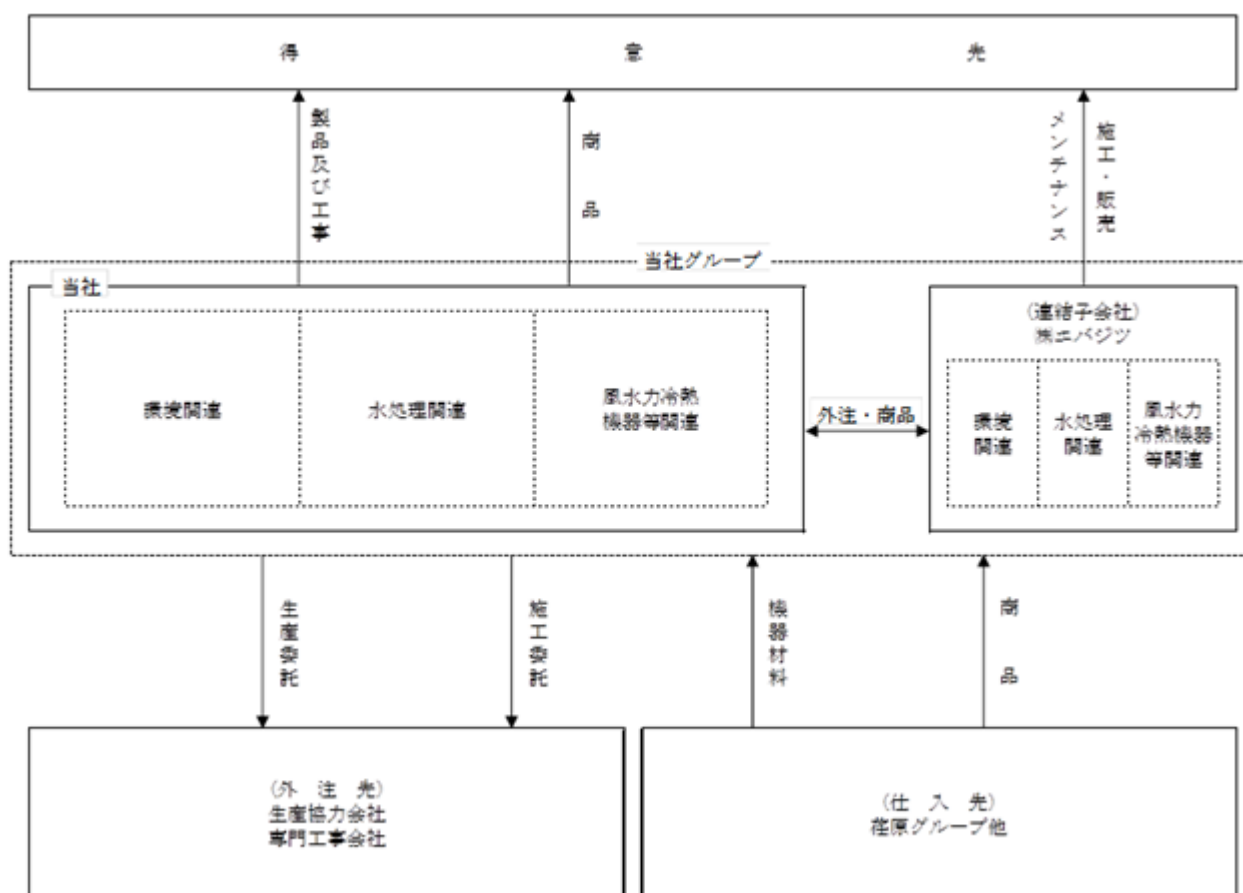 得 意 先
製品及び工事
商 品
施工・販売
メンテナンス
当社グループ
当社
環境関連
水処理関連
風水力冷熱
機器等関連
外注・商品
(連結子会社)
㈱エバジツ
環境
関連
水処理
関連
風水力
冷熱機器
等関連
生産委託
施工委託
機器材料
商 品
(外 注 先)
生産協力会社
専門工事会社
(仕 入 先)
荏原グループ他